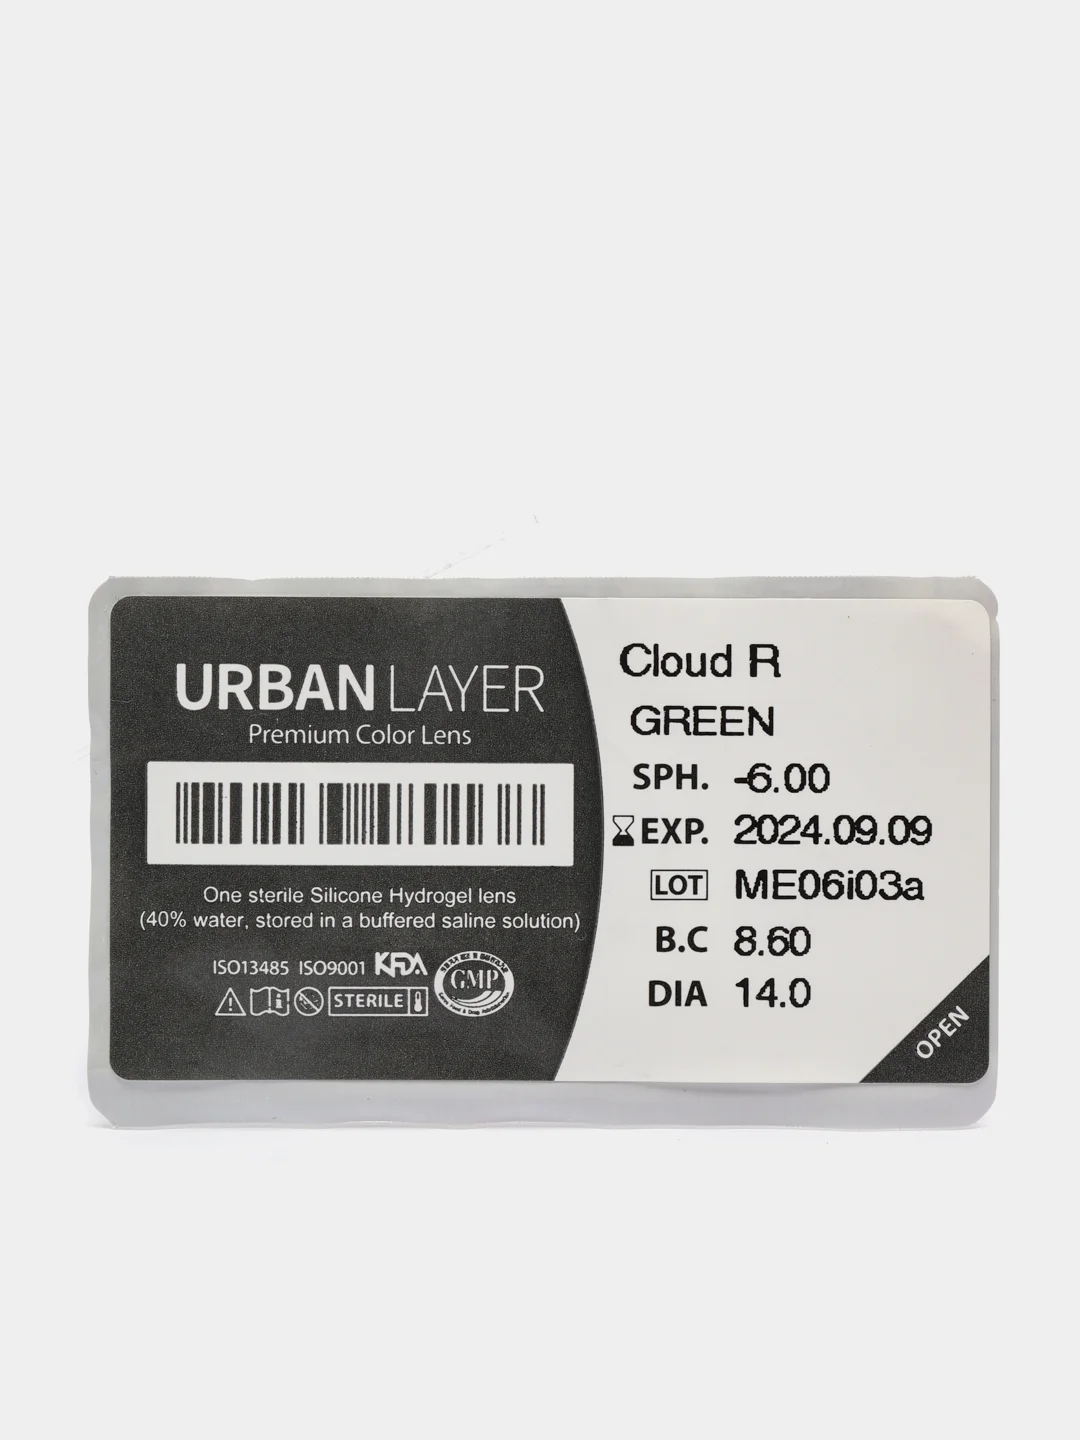 URBAN LAYER
Premium Color Lens
One sterile Silicone Hydrogel lens
(40% water, stored in a buffered saline solution)
ISO13485 ISO9001 KFDA
GMP
STERILE
Cloud R
GREEN
SPH. -6.00
EXP. 2024.09.09
LOT ME06i03a
B.C 8.60
DIA 14.0
OPEN